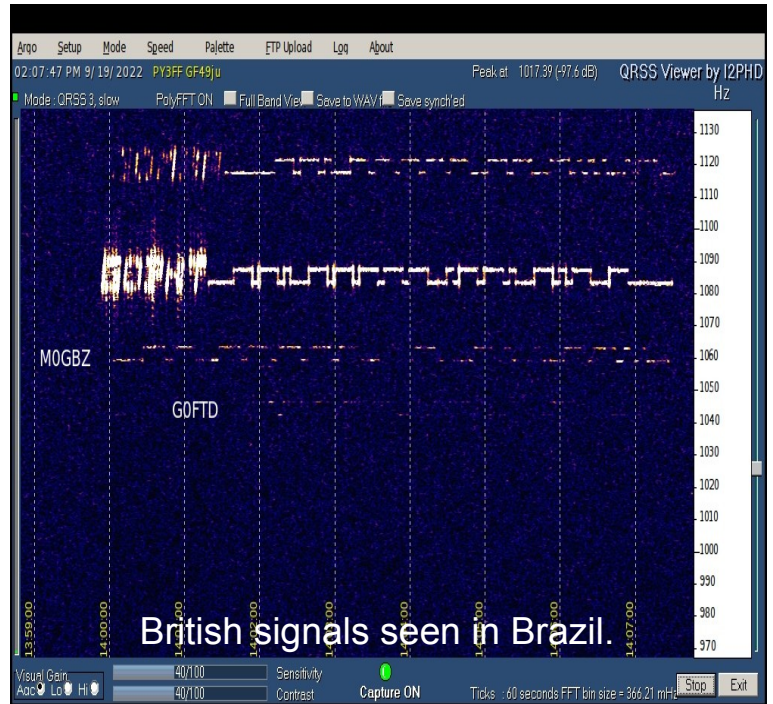 Argo Setup Mode Speed Palette FTP Upload Log About
02:07:47 PM 9/ 19/ 2022 PY3FF GF49ju Peak at 1017.39 (-97.6 dB) QRSS Viewer by I2PHD
Mode : QRSS 3, slow PolyFFT ON Full Band View Save to WAV f Save synch'ed Hz
1130
1120
1110
1100
1090
1080
1070
M0GBZ 1060
1050
G0FTD 1040
1030
1020
1010
1000
990
980
970
13:59:00 14:00:00 14:07:00
British signals seen in Brazil.
Visual Gain 40/100 Sensitivity
Lo Hi 40/100 Contrast Capture ON Ticks : 60 seconds FFT bin size = 366.21 mHz Stop Exit